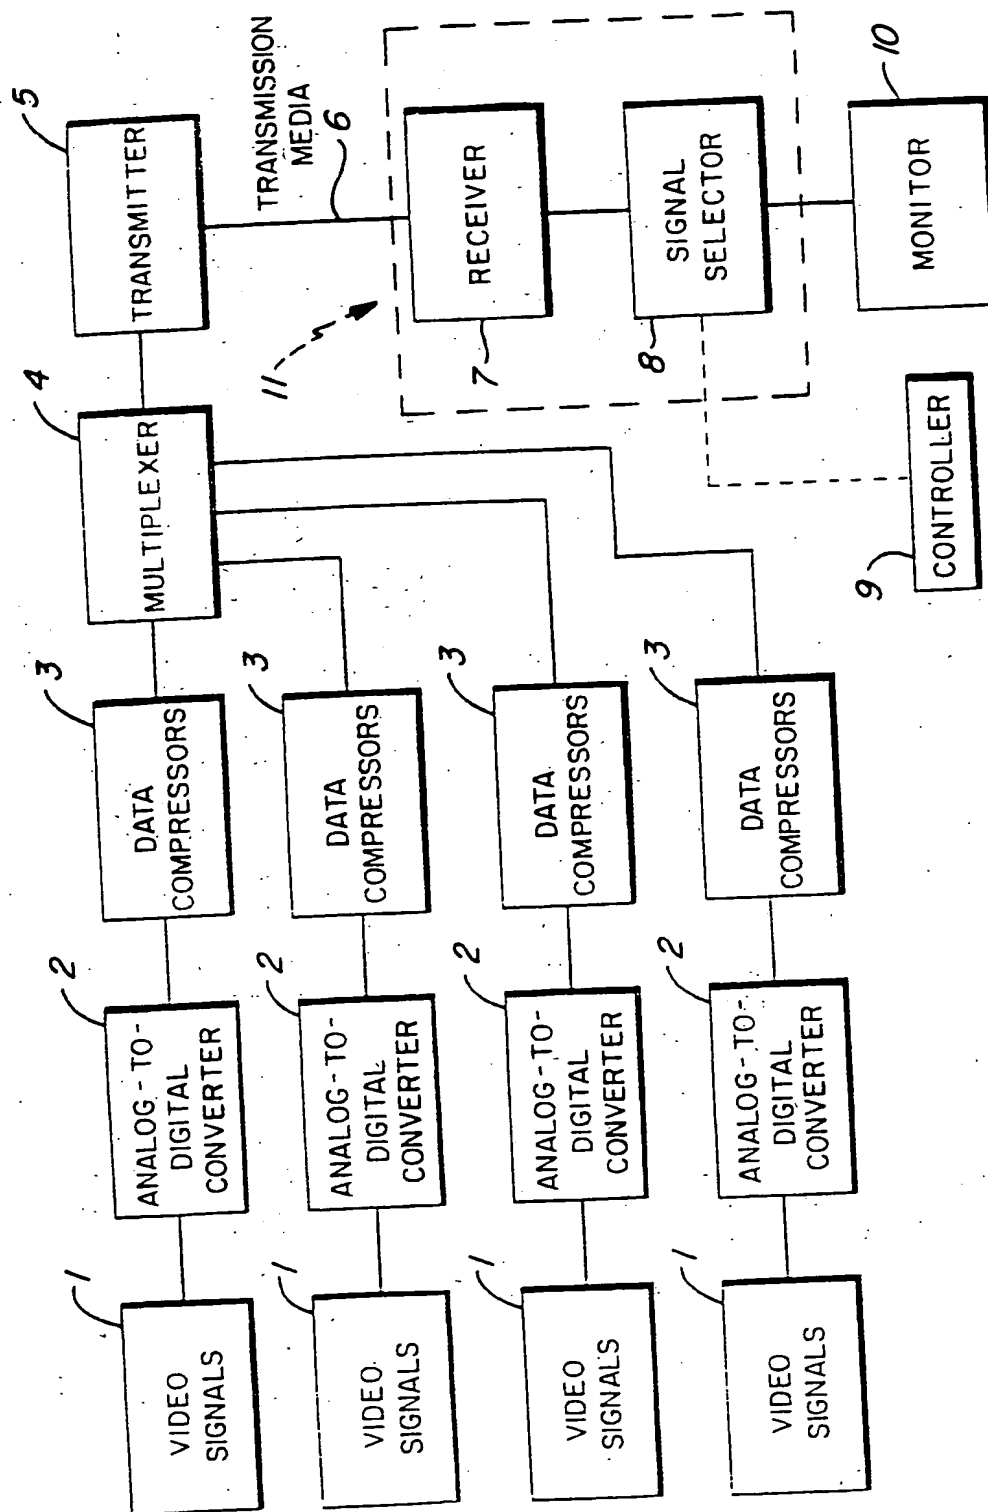 VIDEO
SIGNALS
1
ANALOG-TO-
DIGITAL
CONVERTER
2
DATA
COMPRESSORS
3
MULTIPLEXER
4
TRANSMITTER
5
VIDEO
SIGNALS
1
ANALOG-TO-
DIGITAL
CONVERTER
2
DATA
COMPRESSORS
3
TRANSMISSION
MEDIA
6
VIDEO
SIGNALS
1
ANALOG-TO-
DIGITAL
CONVERTER
2
DATA
COMPRESSORS
3
11
RECEIVER
7
VIDEO
SIGNALS
1
ANALOG-TO-
DIGITAL
CONVERTER
2
DATA
COMPRESSORS
3
SIGNAL
SELECTOR
8
CONTROLLER
9
MONITOR
10